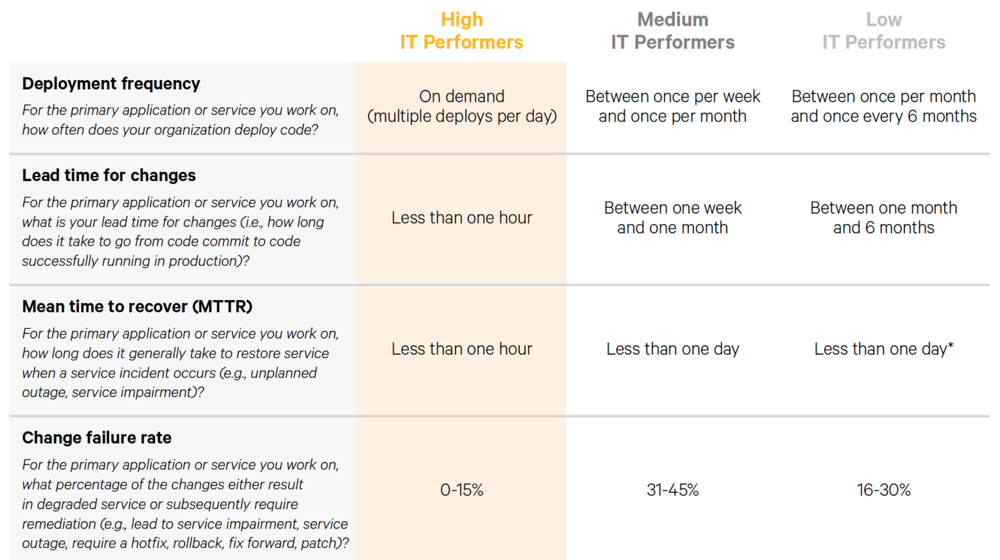 High
IT Performers
Medium
IT Performers
Low
IT Performers
Deployment frequency
For the primary application or service you work on,
how often does your organization deploy code?
On demand
(multiple deploys per day)
Between once per week
and once per month
Between once per month
and once every 6 months
Lead time for changes
For the primary application or service you work on,
what is your lead time for changes (i.e., how long
does it take to go from code commit to code
successfully running in production)?
Less than one hour
Between one week
and one month
Between one month
and 6 months
Mean time to recover (MTTR)
For the primary application or service you work on,
how long does it generally take to restore service
when a service incident occurs (e.g., unplanned
outage, service impairment)?
Less than one hour
Less than one day
Less than one day*
Change failure rate
For the primary application or service you work on,
what percentage of the changes either result
in degraded service or subsequently require
remediation (e.g., lead to service impairment, service
outage, require a hotfix, rollback, fix forward, patch)?
0-15%
31-45%
16-30%